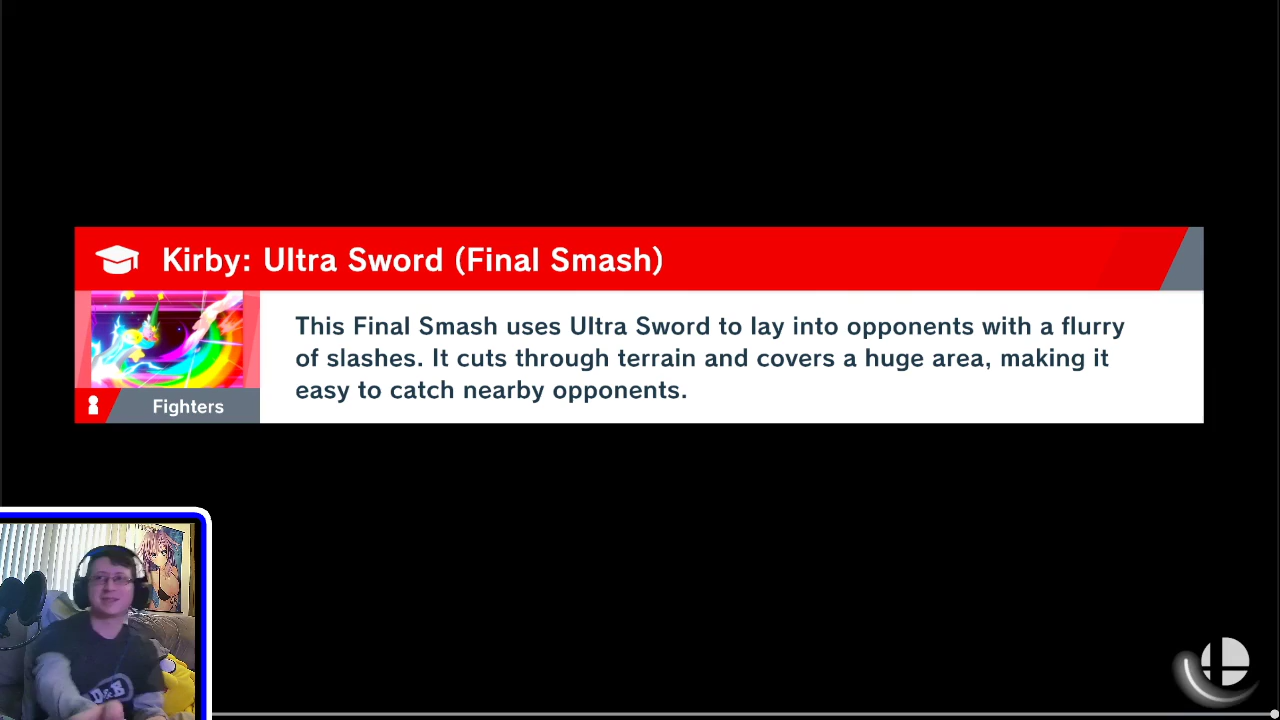 Kirby: Ultra Sword (Final Smash)
This Final Smash uses Ultra Sword to lay into opponents with a flurry
of slashes. It cuts through terrain and covers a huge area, making it
easy to catch nearby opponents.
Fighters
D&B